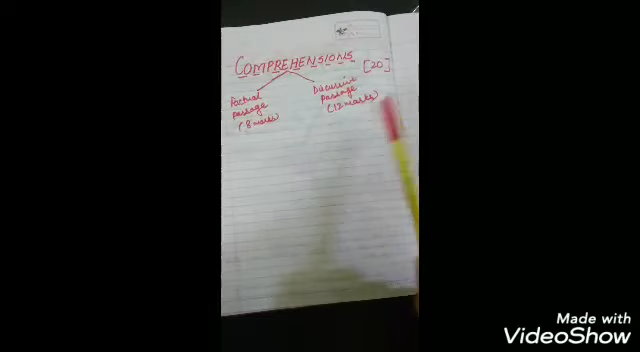 COMPREHENSIONS
[20]
Factual
passage
(8 marks)
Discursive
passage
(12 marks)
Made with
VideoShow